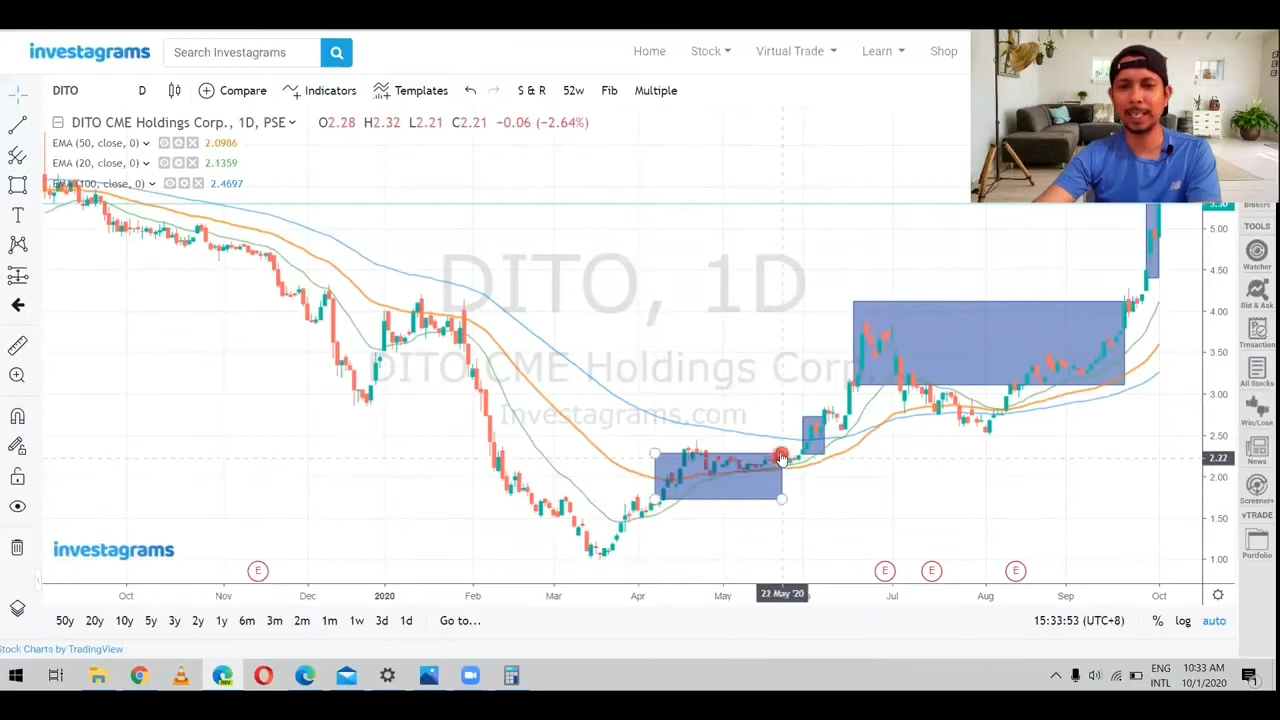 investagrams
Search Investagrams
Home Stock Virtual Trade Learn Shop
DITO D Compare Indicators Templates S & R 52w Fib Multiple
DITO CME Holdings Corp., 1D, PSE O2.28 H2.32 L2.21 C2.21 −0.06 (−2.64%)
EMA (50, close, 0) 2.0986
EMA (20, close, 0) 2.1359
EMA (100, close, 0) 2.4697
DITO, 1D
DITO CME Holdings Corp.
Investagrams.com
5.00
4.50
4.00
3.50
3.00
2.50
2.22
2.00
1.50
1.00
Brokers
TOOLS
Watcher
Bid & Ask
Trnsaction
All Stocks
Win/Lose
News
Screener+
vTRADE
Portfolio
investagrams
E E E E
Oct Nov Dec 2020 Feb Mar Apr May 22 May '20 Jul Aug Sep Oct
50y 20y 10y 5y 3y 2y 1y 6m 3m 2m 1m 1w 3d 1d Go to... 15:33:53 (UTC+8) % log auto
Stock Charts by TradingView
DEV
ENG 10:33 AM
INTL 10/1/2020
1